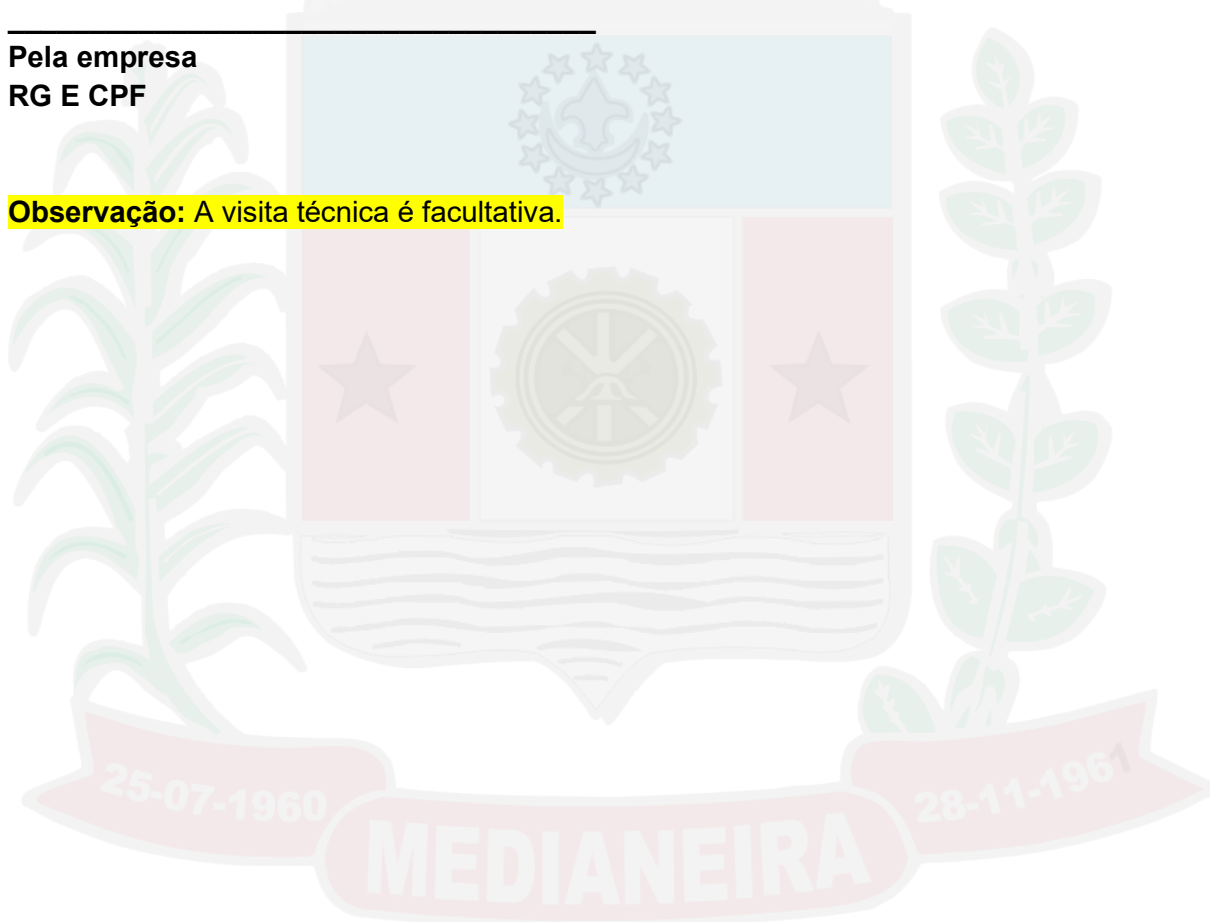 Pela empresa
RG E CPF
Observação: A visita técnica é facultativa.
25-07-1960
MEDIANEIRA
28-11-1961